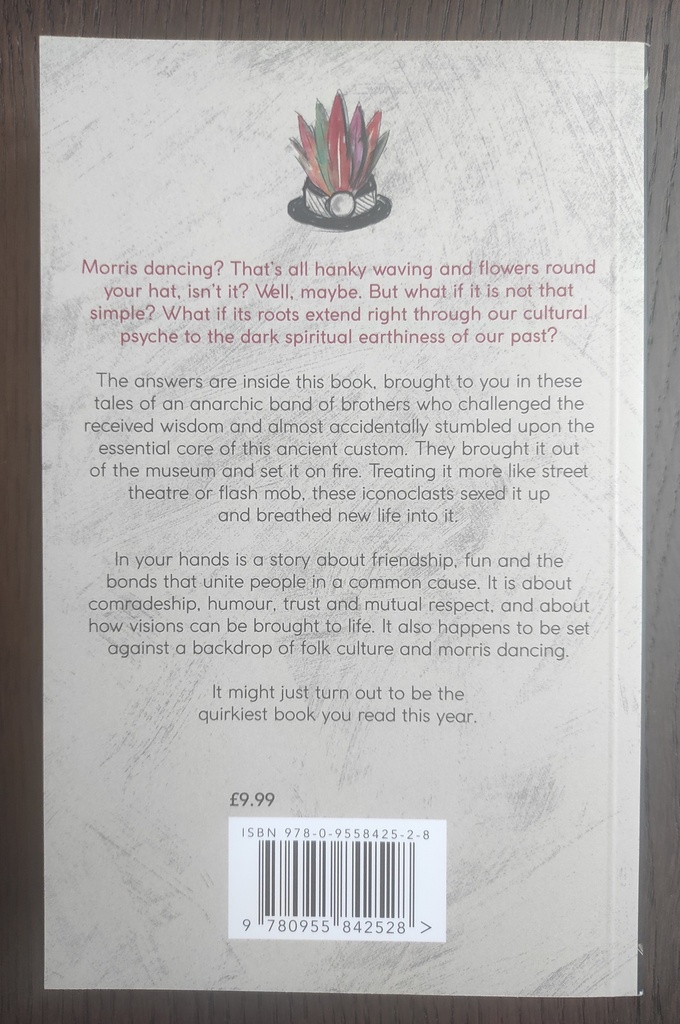 Morris dancing? That's all hanky waving and flowers round
your hat, isn't it? Well, maybe. But what if it is not that
simple? What if its roots extend right through our cultural
psyche to the dark spiritual earthiness of our past?
The answers are inside this book, brought to you in these
tales of an anarchic band of brothers who challenged the
received wisdom and almost accidentally stumbled upon the
essential core of this ancient custom. They brought it out
of the museum and set it on fire. Treating it more like street
theatre or flash mob, these iconoclasts sexed it up
and breathed new life into it.
In your hands is a story about friendship, fun and the
bonds that unite people in a common cause. It is about
comradeship, humour, trust and mutual respect, and about
how visions can be brought to life. It also happens to be set
against a backdrop of folk culture and morris dancing.
It might just turn out to be the
quirkiest book you read this year.
£9.99
ISBN 978-0-9558425-2-8
9 780955 842528 >